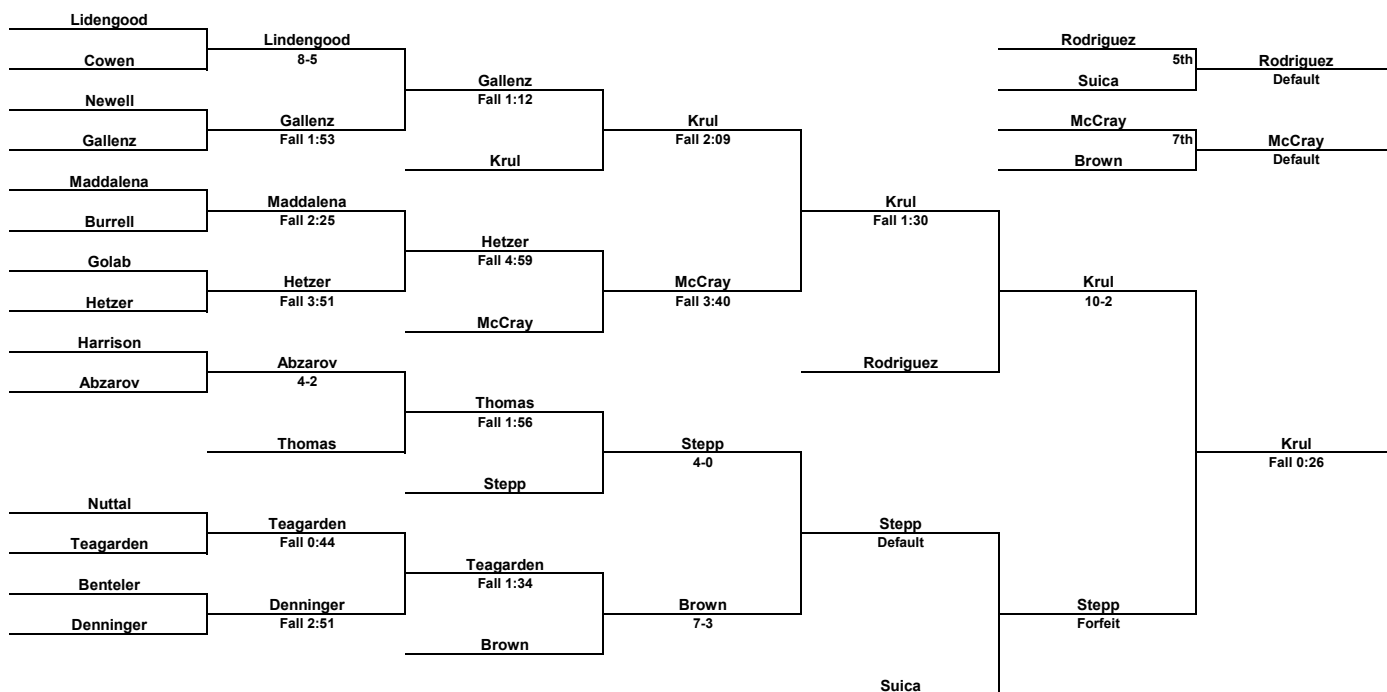 Lidengood
Lindengood
Rodriguez
Cowen
8-5
5th
Rodriguez
Gallenz
Suica
Default
Newell
Fall 1:12
Gallenz
Krul
McCray
Gallenz
Fall 1:53
Fall 2:09
7th
McCray
Krul
Brown
Default
Maddalena
Maddalena
Krul
Burrell
Fall 2:25
Fall 1:30
Hetzer
Golab
Fall 4:59
Hetzer
McCray
Krul
Hetzer
Fall 3:51
Fall 3:40
10-2
McCray
Harrison
Abzarov
Rodriguez
Abzarov
4-2
Thomas
Fall 1:56
Thomas
Stepp
Krul
4-0
Fall 0:26
Stepp
Nuttal
Teagarden
Stepp
Teagarden
Fall 0:44
Default
Teagarden
Benteler
Fall 1:34
Denninger
Brown
Stepp
Denninger
Fall 2:51
7-3
Forfeit
Brown
Suica